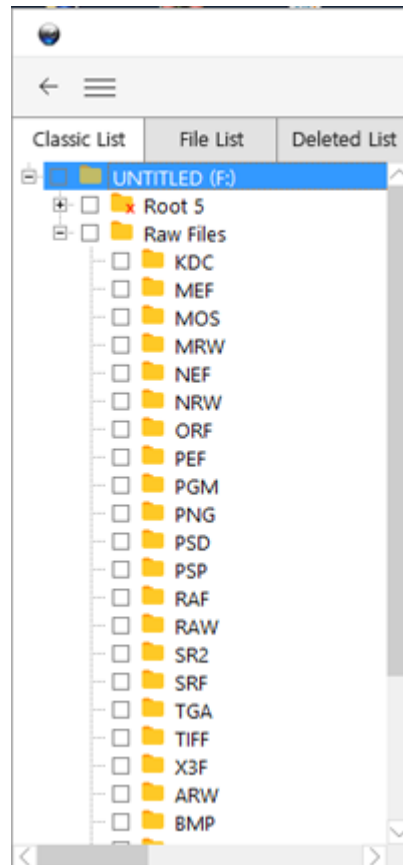 Classic List File List Deleted List
UNTITLED (F:)
Root 5
Raw Files
KDC
MEF
MOS
MRW
NEF
NRW
ORF
PEF
PGM
PNG
PSD
PSP
RAF
RAW
SR2
SRF
TGA
TIFF
X3F
ARW
BMP